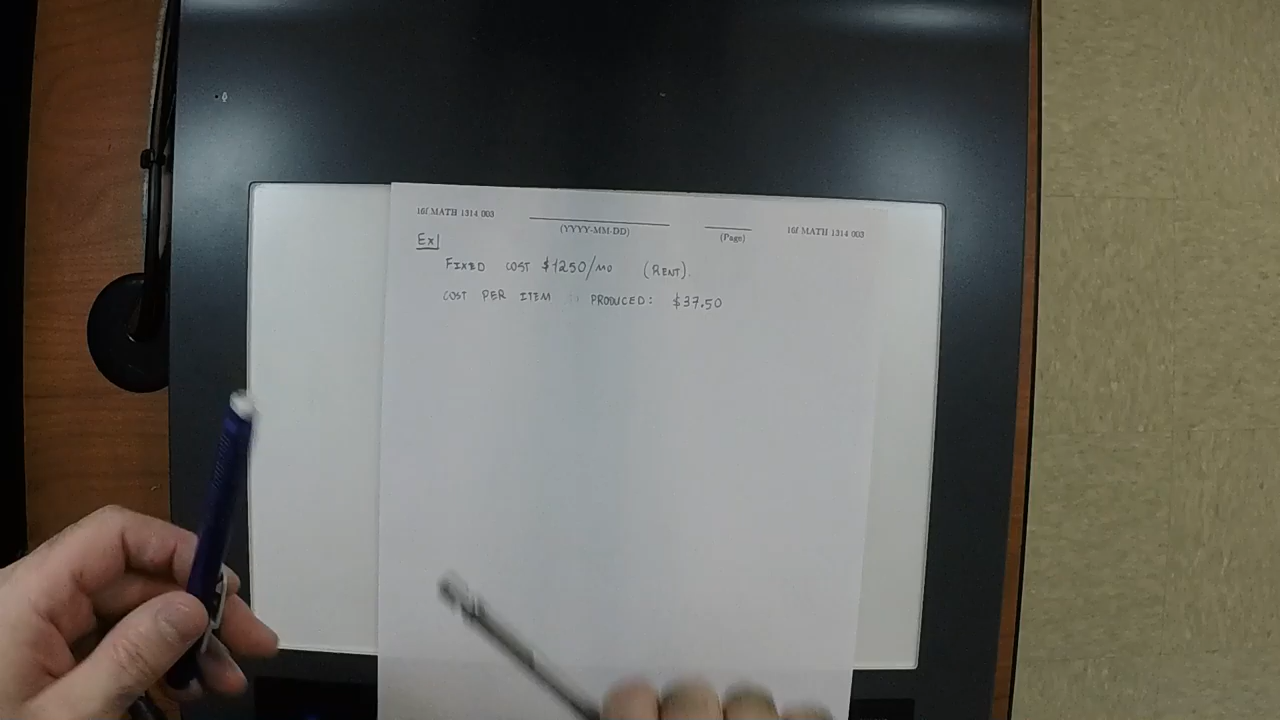 16f MATH 1314 003 (YYYY-MM-DD) (Page) 16f MATH 1314 003
Ex
FIXED COST $1250/MO (RENT).
COST PER ITEM PRODUCED: $37.50